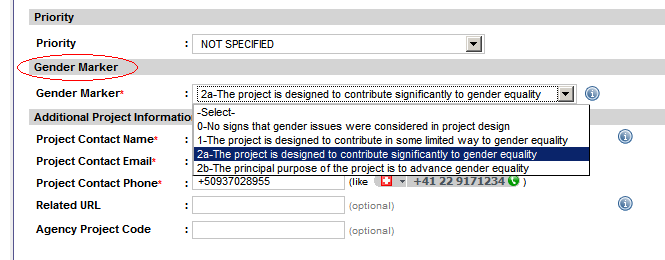 Priority
Priority : NOT SPECIFIED
Gender Marker
Gender Marker* : 2a-The project is designed to contribute significantly to gender equality
-Select-
0-No signs that gender issues were considered in project design
1-The project is designed to contribute in some limited way to gender equality
2a-The project is designed to contribute significantly to gender equality
2b-The principal purpose of the project is to advance gender equality
Additional Project Information
Project Contact Name* :
Project Contact Email* :
Project Contact Phone* : +50937028955 (like +41 22 9171234 )
Related URL : (optional)
Agency Project Code : (optional)